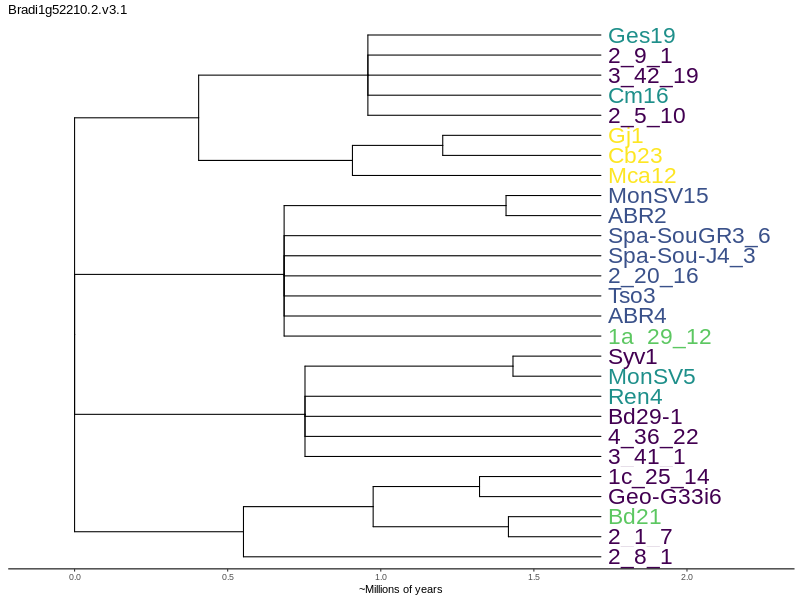 Bradi1g52210.2.v3.1
Ges19
2_9_1
3_42_19
Cm16
2_5_10
Gj1
Cb23
Mca12
MonSV15
ABR2
Spa-SouGR3_6
Spa-Sou-J4_3
2_20_16
Tso3
ABR4
1a_29_12
Syv1
MonSV5
Ren4
Bd29-1
4_36_22
3_41_1
1c_25_14
Geo-G33i6
Bd21
2_1_7
2_8_1
0.0 0.5 1.0 1.5 2.0
~Millions of years